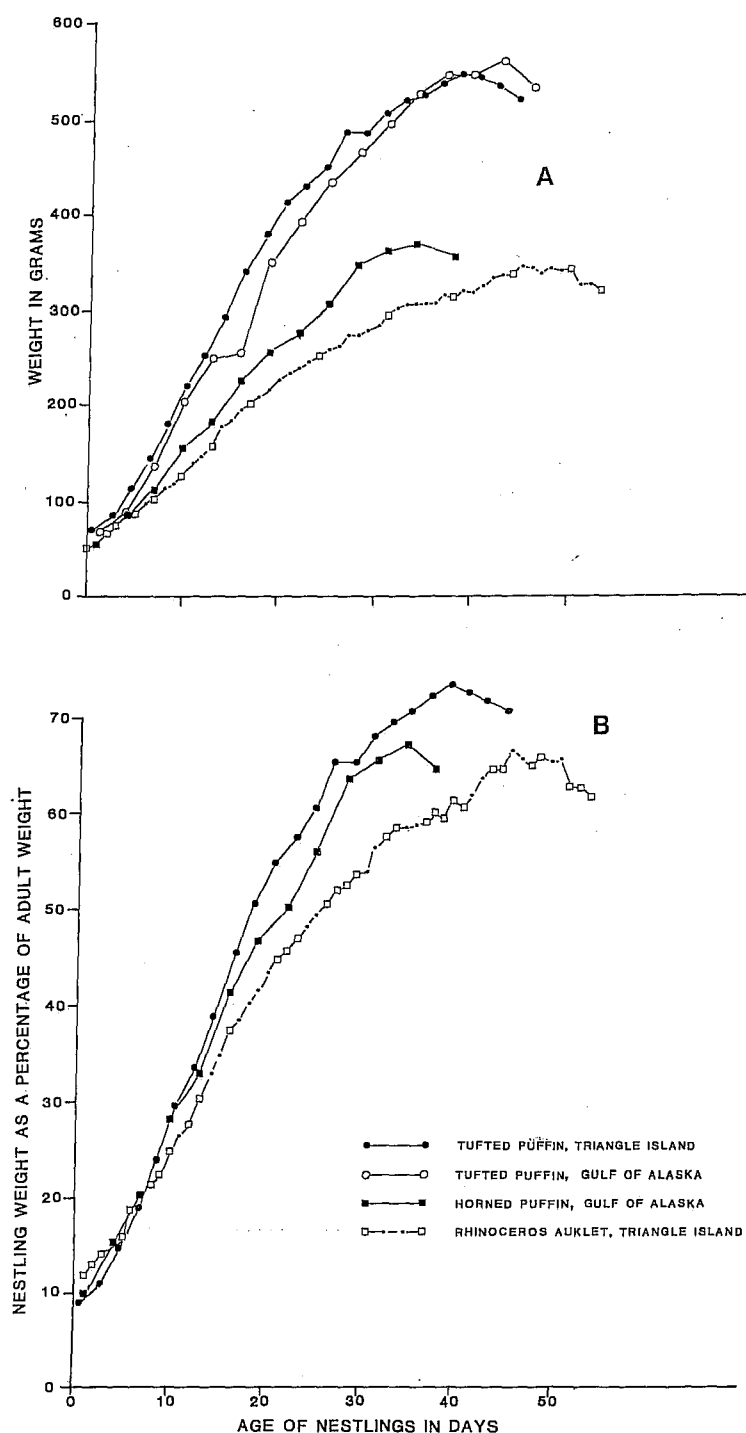 600
500
400
300
200
100
0
WEIGHT IN GRAMS
A
70
60
50
40
30
20
10
0
NESTLING WEIGHT AS A PERCENTAGE OF ADULT WEIGHT
B
TUFTED PUFFIN, TRIANGLE ISLAND
TUFTED PUFFIN, GULF OF ALASKA
HORNED PUFFIN, GULF OF ALASKA
RHINOCEROS AUKLET, TRIANGLE ISLAND
0 10 20 30 40 50
AGE OF NESTLINGS IN DAYS